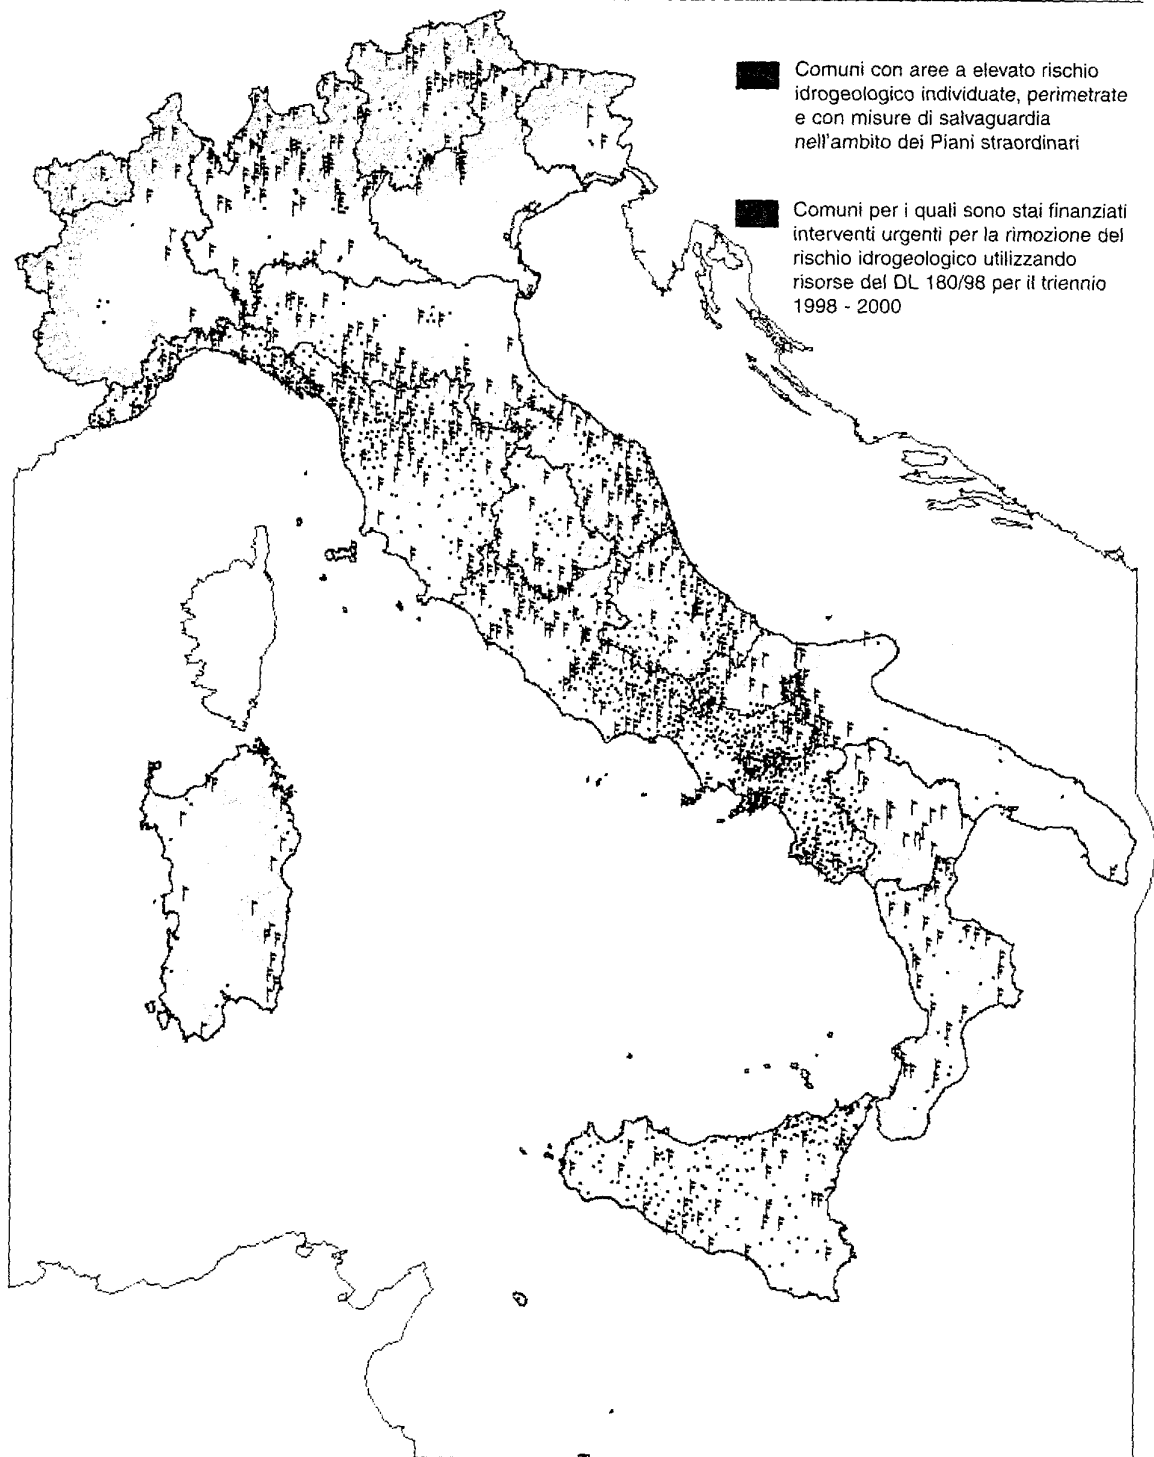 Comuni con aree a elevato rischio
idrogeologico individuate, perimetrate
e con misure di salvaguardia
nell'ambito dei Piani straordinari
Comuni per i quali sono stai finanziati
interventi urgenti per la rimozione del
rischio idrogeologico utilizzando
risorse del DL 180/98 per il triennio
1998 - 2000